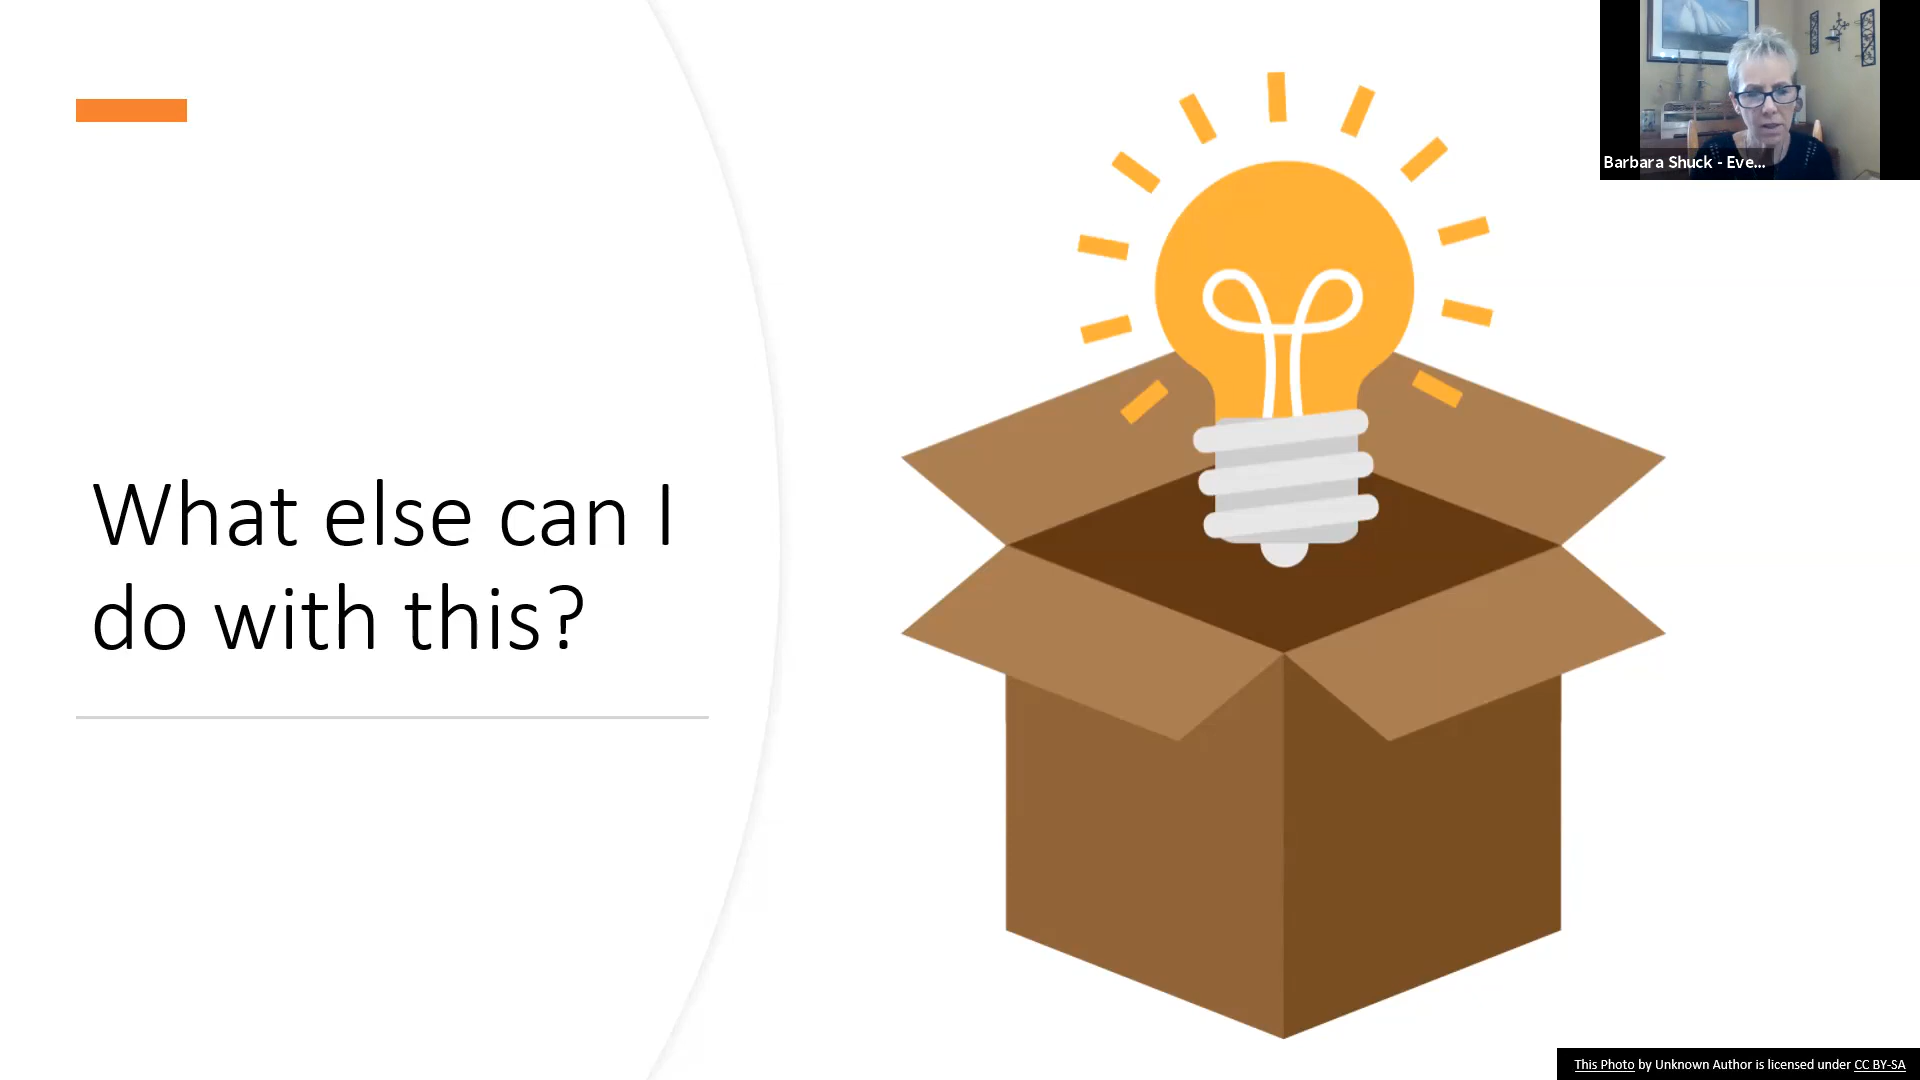 Barbara Shuck - Eve...
What else can I
do with this?
This Photo by Unknown Author is licensed under CC BY-SA